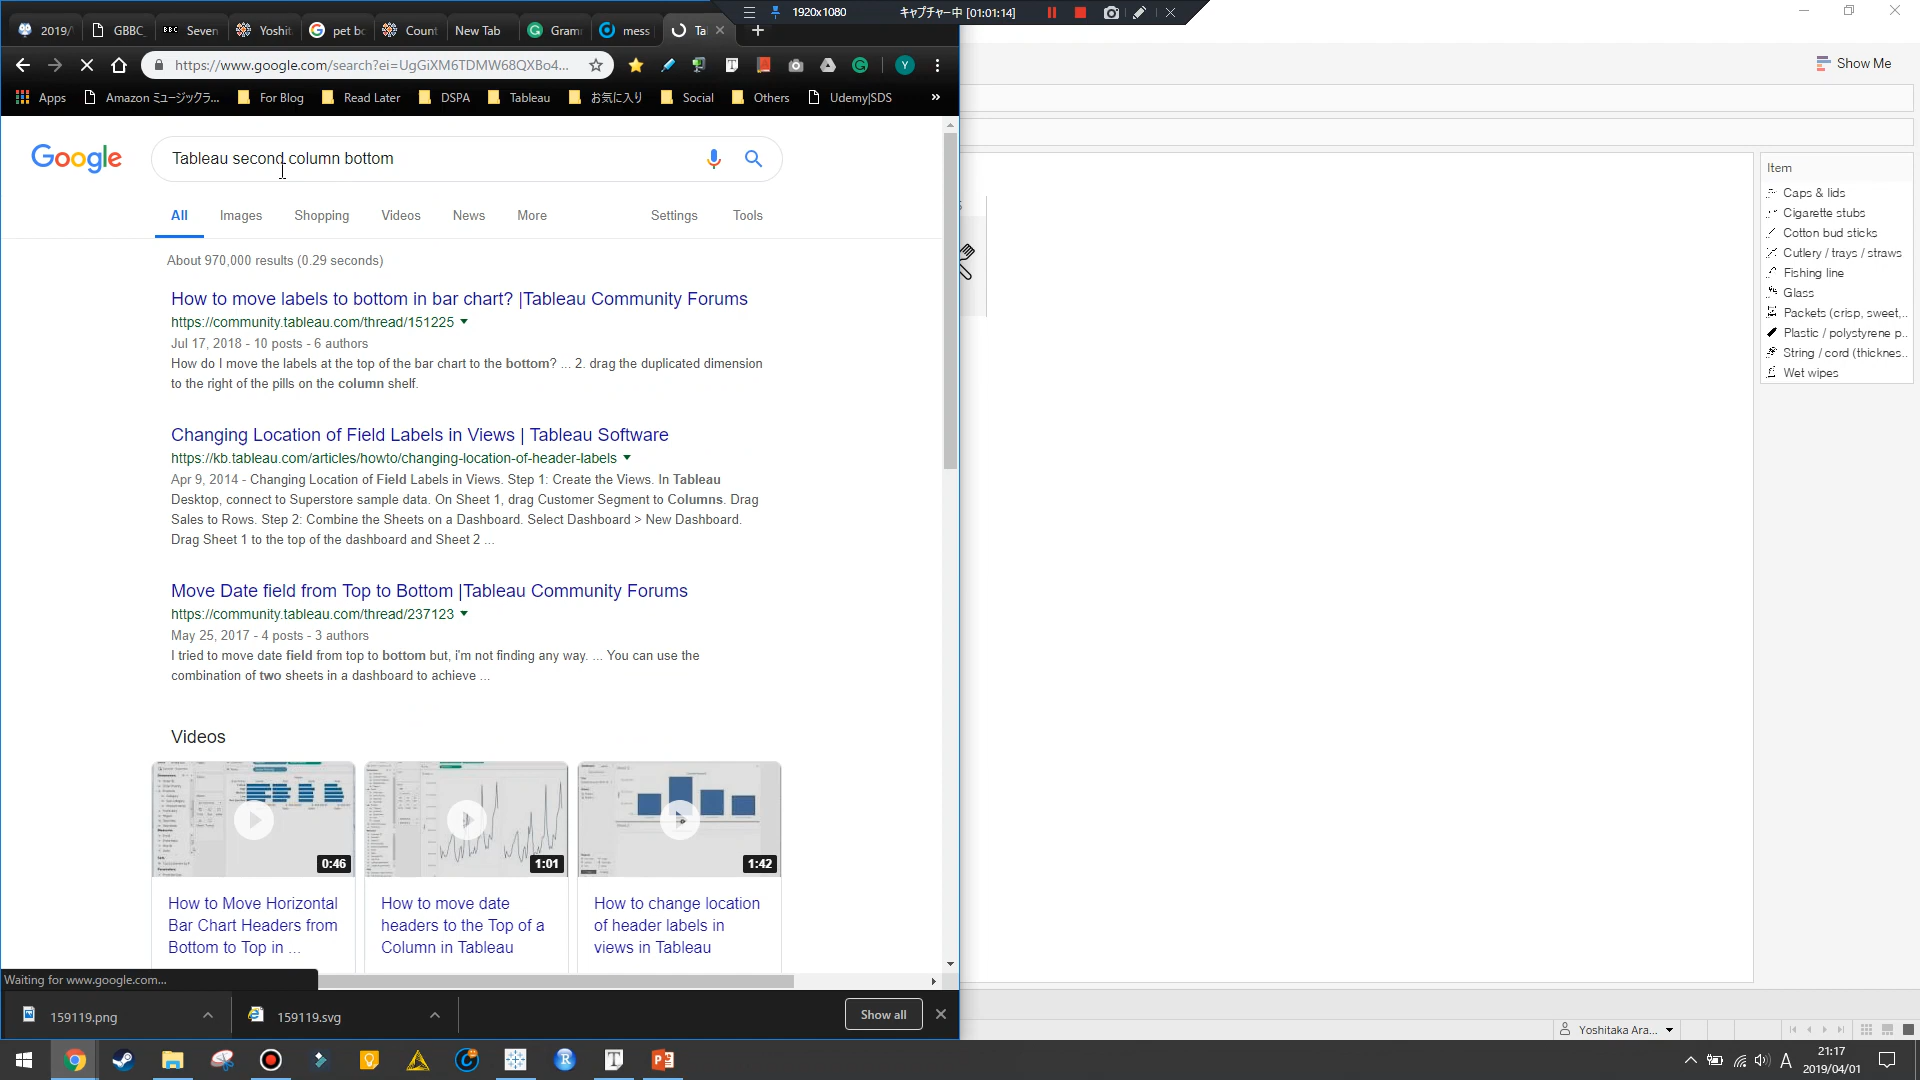 1920x1080
キャプチャー中 [01:01:14]
2019/
GBBC_
BBC Seven
Yoshit
pet bo
Count
New Tab
Gram
mess
Ta
https://www.google.com/search?ei=UgGiXM6TDMW68QXBo4...
Y
Apps
Amazon ミュージックラ...
For Blog
Read Later
DSPA
Tableau
お気に入り
Social
Others
Udemy|SDS
»
Show Me
Google
Tableau second column bottom
All
Images
Shopping
Videos
News
More
Settings
Tools
About 970,000 results (0.29 seconds)
How to move labels to bottom in bar chart? |Tableau Community Forums
https://community.tableau.com/thread/151225
Jul 17, 2018 - 10 posts - 6 authors
How do I move the labels at the top of the bar chart to the bottom? ... 2. drag the duplicated dimension
to the right of the pills on the column shelf.
Changing Location of Field Labels in Views | Tableau Software
https://kb.tableau.com/articles/howto/changing-location-of-header-labels
Apr 9, 2014 - Changing Location of Field Labels in Views. Step 1: Create the Views. In Tableau
Desktop, connect to Superstore sample data. On Sheet 1, drag Customer Segment to Columns. Drag
Sales to Rows. Step 2: Combine the Sheets on a Dashboard. Select Dashboard > New Dashboard.
Drag Sheet 1 to the top of the dashboard and Sheet 2 ...
Move Date field from Top to Bottom |Tableau Community Forums
https://community.tableau.com/thread/237123
May 25, 2017 - 4 posts - 3 authors
I tried to move date field from top to bottom but, i'm not finding any way. ... You can use the
combination of two sheets in a dashboard to achieve ...
Videos
0:46
1:01
1:42
How to Move Horizontal
Bar Chart Headers from
Bottom to Top in ...
How to move date
headers to the Top of a
Column in Tableau
How to change location
of header labels in
views in Tableau
Waiting for www.google.com...
159119.png
159119.svg
Show all
Item
Caps & lids
Cigarette stubs
Cotton bud sticks
Cutlery / trays / straws
Fishing line
Glass
Packets (crisp, sweet,..
Plastic / polystyrene p..
String / cord (thicknes..
Wet wipes
Yoshitaka Ara...
A
21:17
2019/04/01